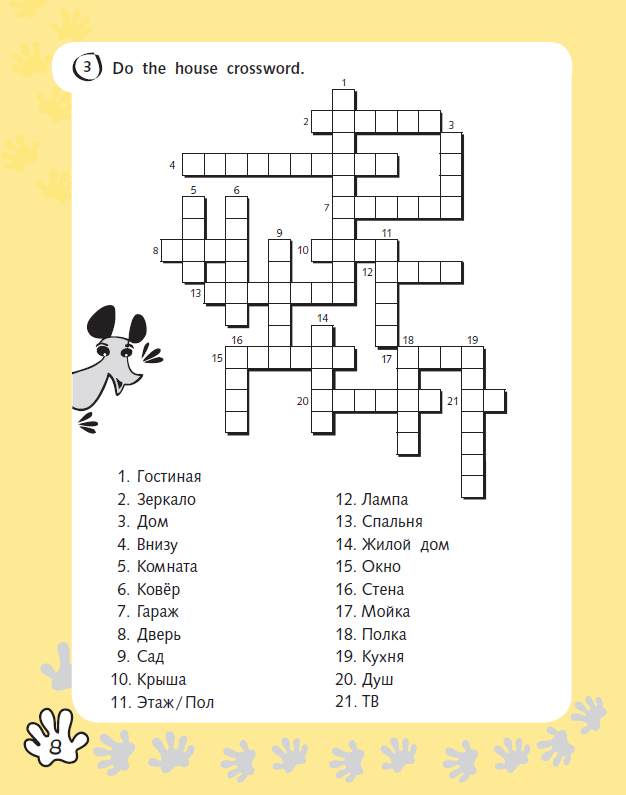 3 Do the house crossword.
1
2
3
4
5 6
7
8
9
10
11
12
13
14
15
16
17
18
19
20
21
1. Гостиная
2. Зеркало
3. Дом
4. Внизу
5. Комната
6. Ковёр
7. Гараж
8. Дверь
9. Сад
10. Крыша
11. Этаж/Пол
12. Лампа
13. Спальня
14. Жилой дом
15. Окно
16. Стена
17. Мойка
18. Полка
19. Кухня
20. Душ
21. ТВ
8